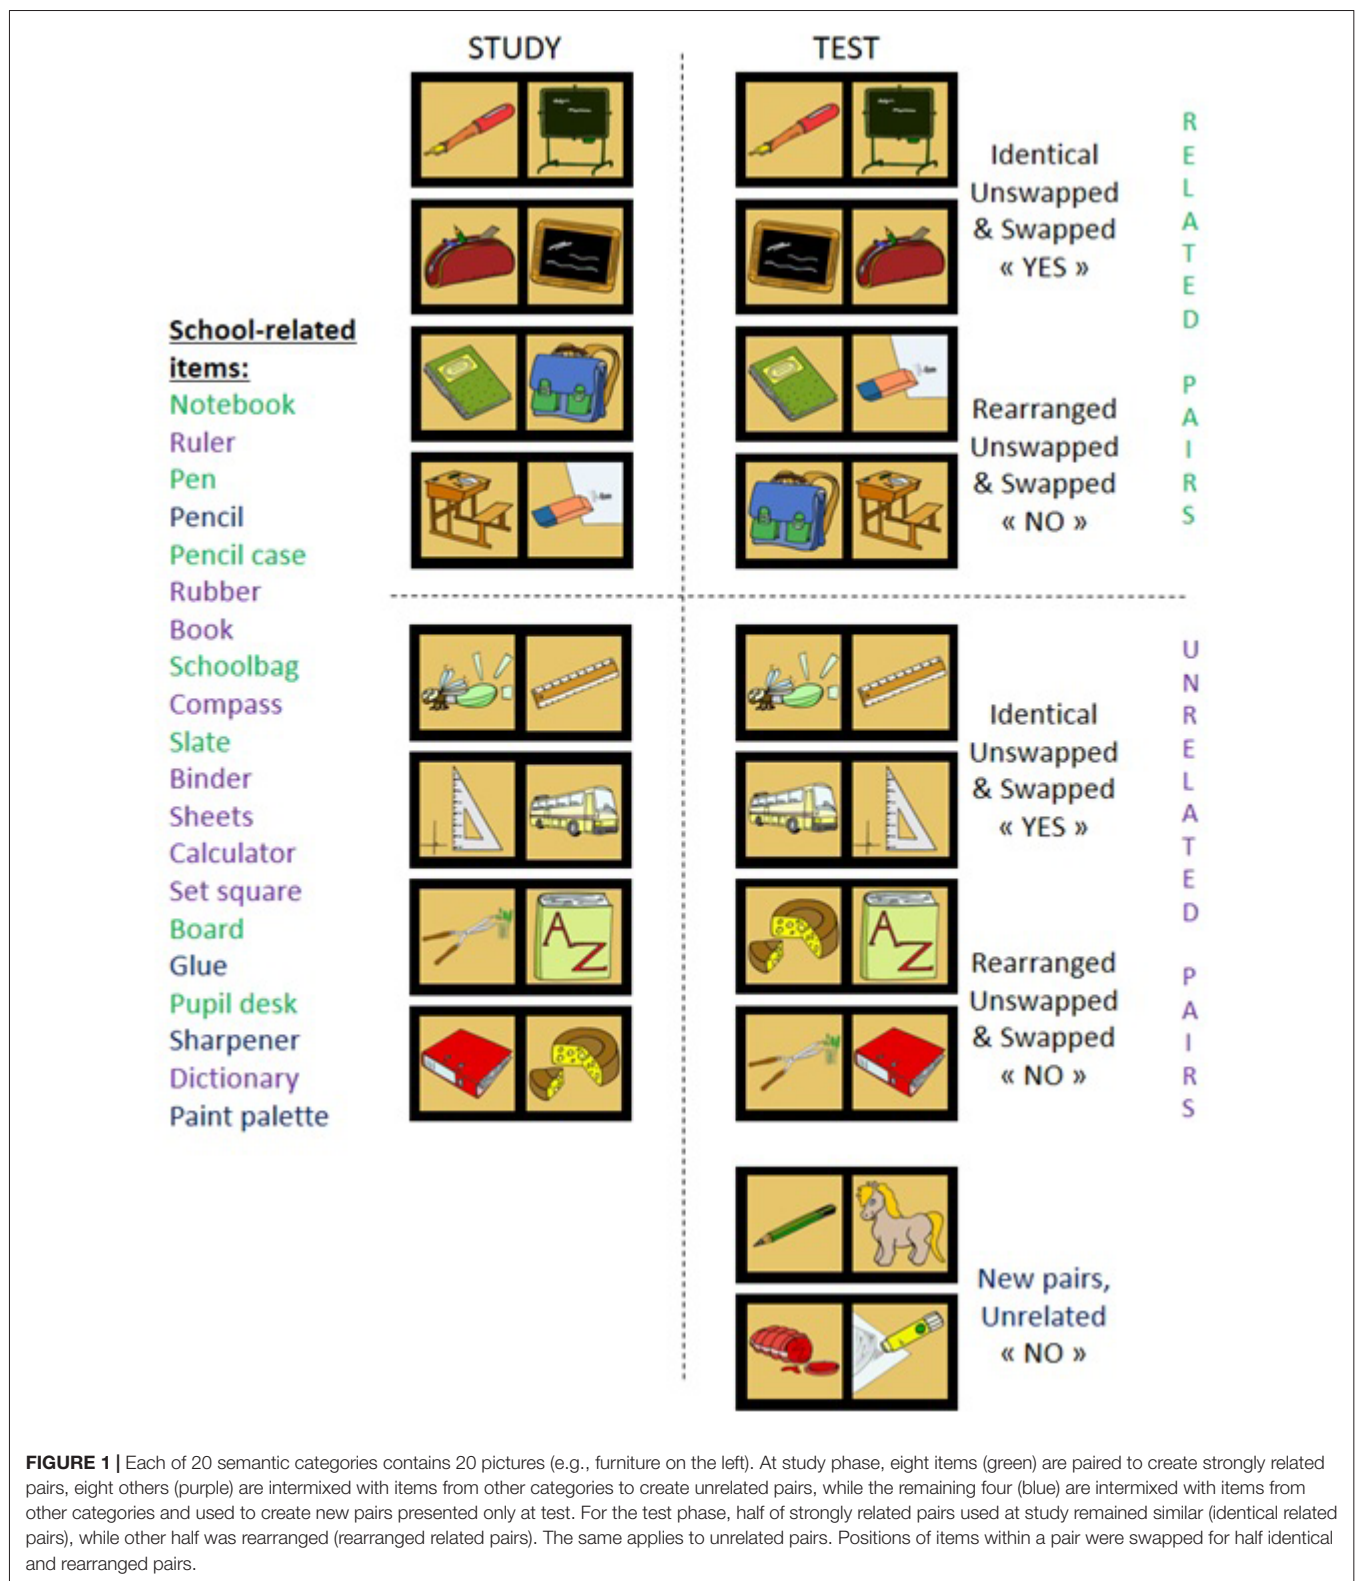 STUDY
TEST
Identical
Unswapped
& Swapped
« YES »
Rearranged
Unswapped
& Swapped
« NO »
RELATED PAIRS
School-related
items:
Notebook
Ruler
Pen
Pencil
Pencil case
Rubber
Book
Schoolbag
Compass
Slate
Binder
Sheets
Calculator
Set square
Board
Glue
Pupil desk
Sharpener
Dictionary
Paint palette
A
Z
A
Z
Identical
Unswapped
& Swapped
« YES »
Rearranged
Unswapped
& Swapped
« NO »
UNRELATED PAIRS
New pairs,
Unrelated
« NO »
FIGURE 1 | Each of 20 semantic categories contains 20 pictures (e.g., furniture on the left). At study phase, eight items (green) are paired to create strongly related
pairs, eight others (purple) are intermixed with items from other categories to create unrelated pairs, while the remaining four (blue) are intermixed with items from
other categories and used to create new pairs presented only at test. For the test phase, half of strongly related pairs used at study remained similar (identical related
pairs), while other half was rearranged (rearranged related pairs). The same applies to unrelated pairs. Positions of items within a pair were swapped for half identical
and rearranged pairs.